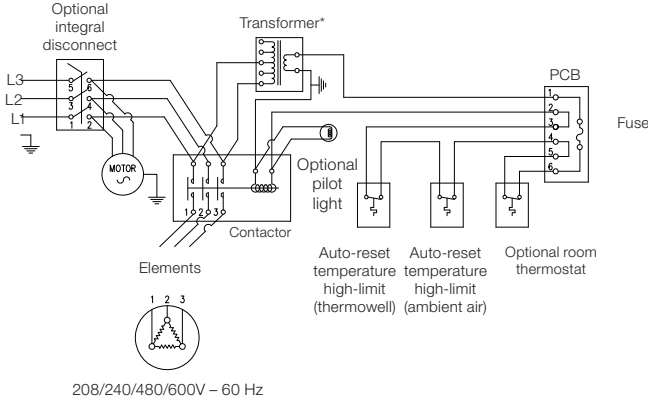 Optional
integral
disconnect
Transformer*
L3
L2
L1
5 6
3 4
1 2
MOTOR
PCB
1
2
3
4
5
6
Fuse
Optional
pilot
light
1 2 3
Contactor
Elements
1 2 3
Auto-reset
temperature
high-limit
(thermowell)
Auto-reset
temperature
high-limit
(ambient air)
Optional room
thermostat
208/240/480/600V – 60 Hz